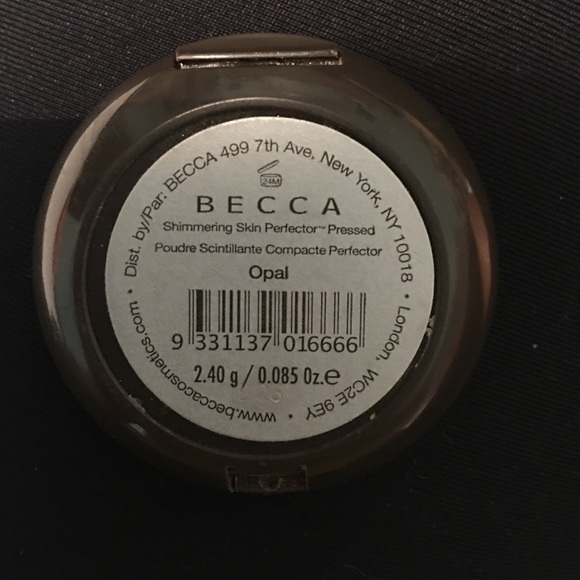 Dist. by/Par: BECCA 499 7th Ave, New York, NY 10018 • London, WC2E 9EY • www.beccacosmetics.com •
24M
BECCA
Shimmering Skin Perfector™ Pressed
Poudre Scintillante Compacte Perfector
Opal
9 331137 016666
2.40 g / 0.085 Oz.e